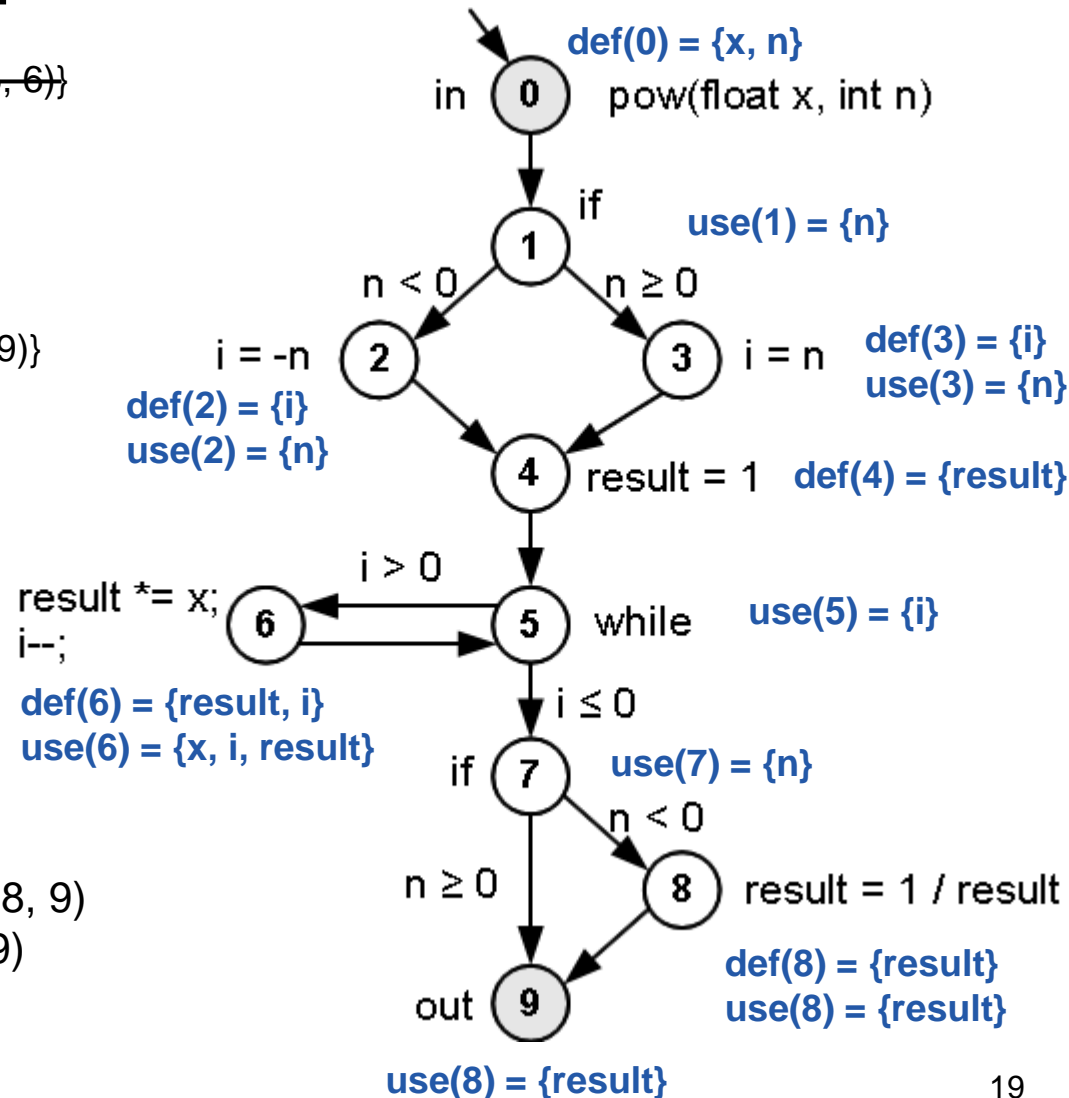 def(0) = {x, n}
, 6)}
in 0 pow(float x, int n)
if
use(1) = {n}
1
n < 0 n ≥ 0
9)}
i = -n 2 3 i = n
def(3) = {i}
use(3) = {n}
def(2) = {i}
use(2) = {n}
4 result = 1 def(4) = {result}
i > 0
result *= x;
i--;
6 5 while use(5) = {i}
def(6) = {result, i}
use(6) = {x, i, result}
i ≤ 0
if 7 use(7) = {n}
n < 0
n ≥ 0 8 result = 1 / result
8, 9)
9)
def(8) = {result}
use(8) = {result}
out 9
use(8) = {result}
19